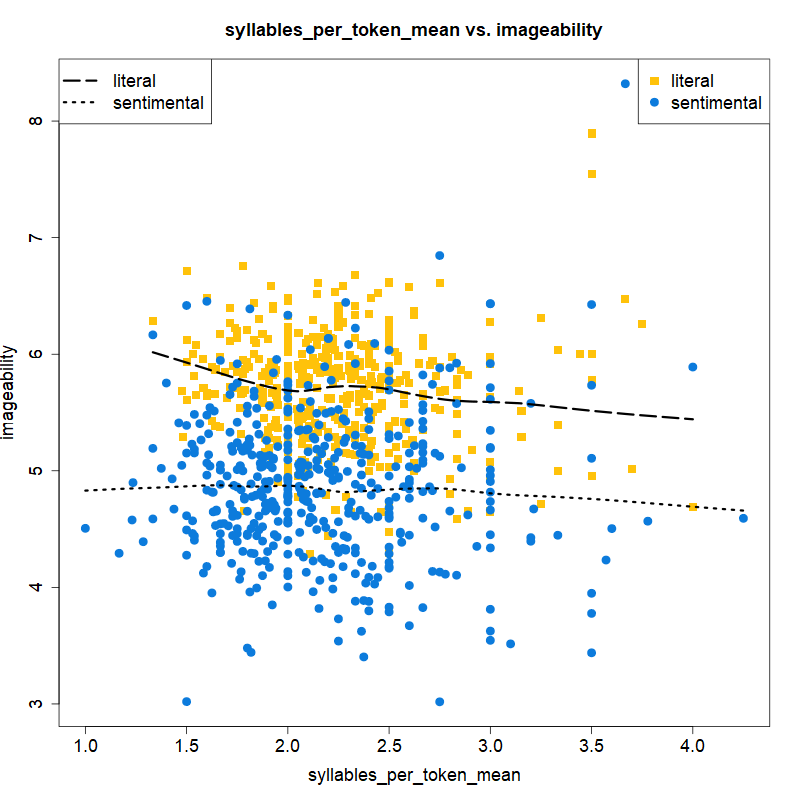 syllables_per_token_mean vs. imageability
literal
sentimental
literal
sentimental
imageability
8
7
6
5
4
3
1.0 1.5 2.0 2.5 3.0 3.5 4.0
syllables_per_token_mean